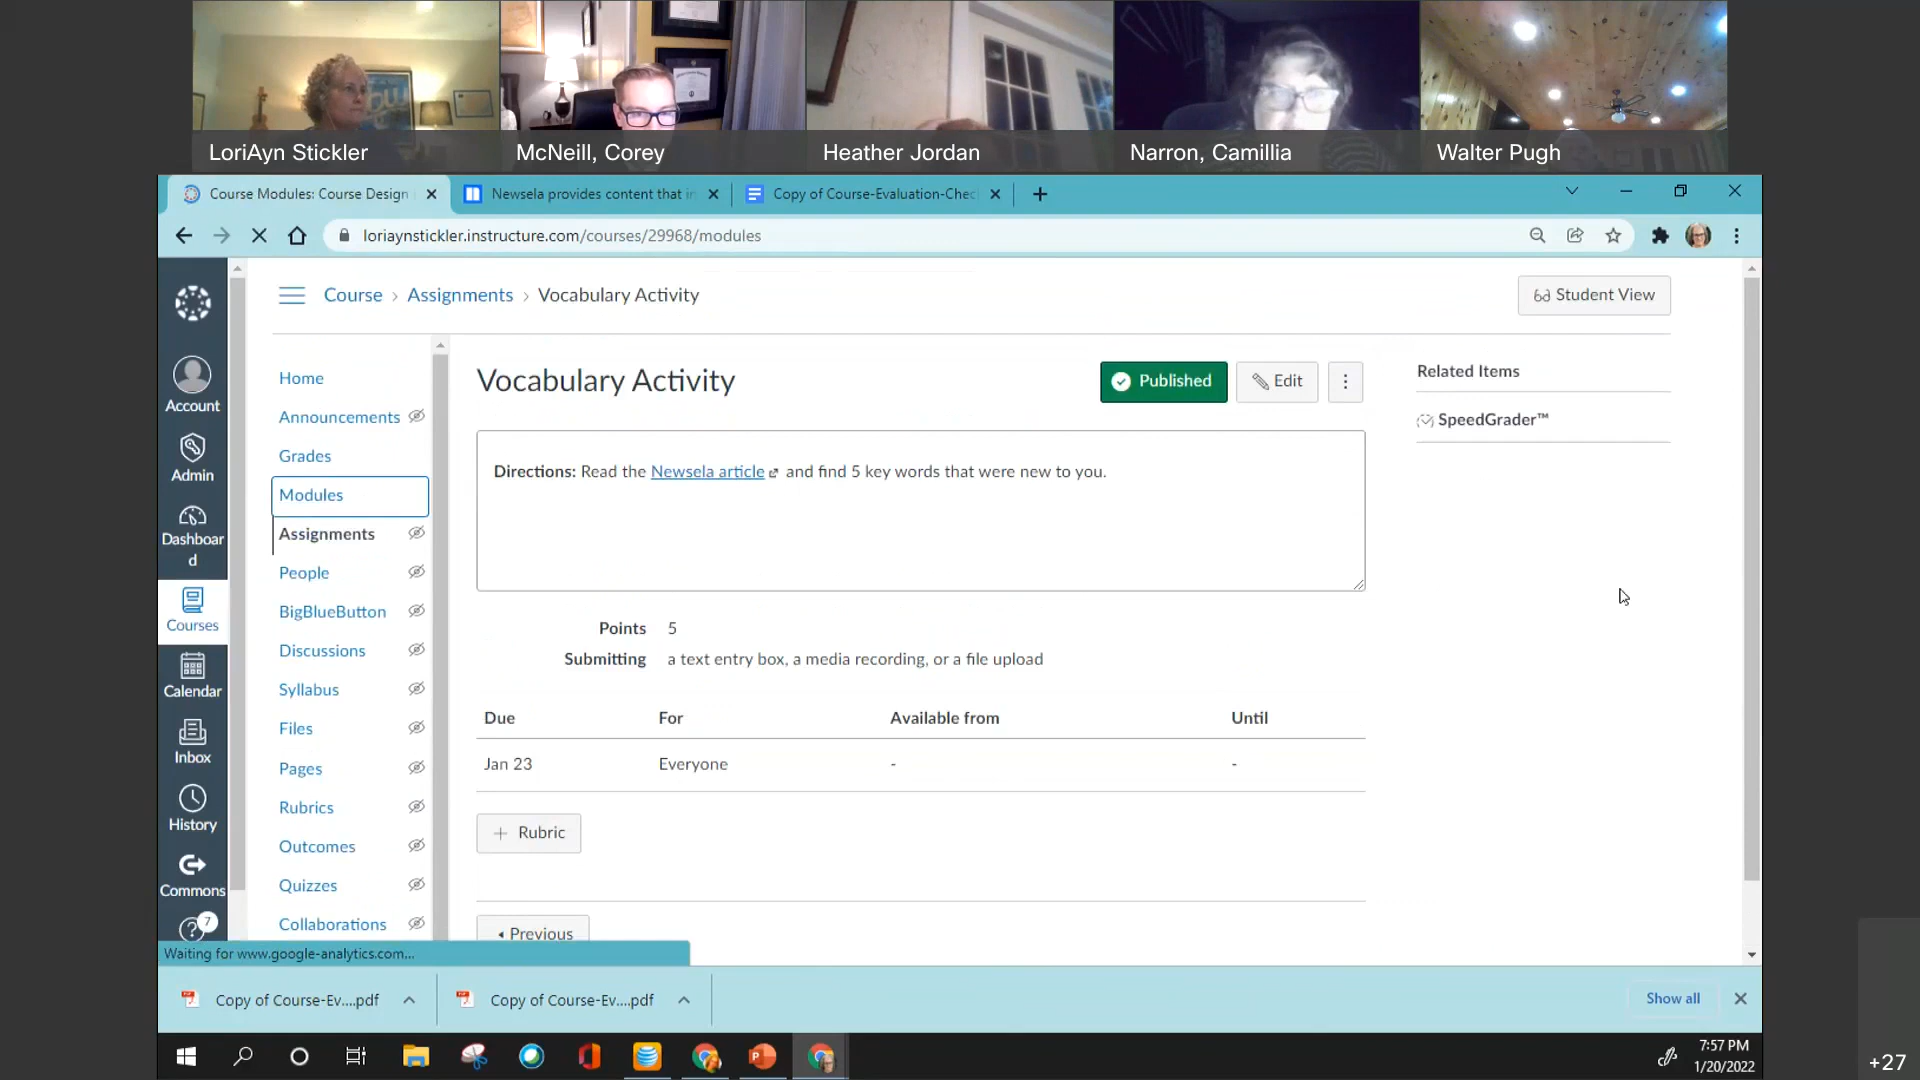 LoriAyn Stickler
McNeill, Corey
Heather Jordan
Narron, Camillia
Walter Pugh
Course Modules: Course Design
Newsela provides content that in
Copy of Course-Evaluation-Chec
loriaynstickler.instructure.com/courses/29968/modules
Course › Assignments › Vocabulary Activity
Student View
Account
Admin
Dashboar
d
Courses
Calendar
Inbox
History
Commons
7
Home
Announcements
Grades
Modules
Assignments
People
BigBlueButton
Discussions
Syllabus
Files
Pages
Rubrics
Outcomes
Quizzes
Collaborations
Vocabulary Activity
Published
Edit
Related Items
SpeedGrader™
Directions: Read the Newsela article and find 5 key words that were new to you.
Points 5
Submitting a text entry box, a media recording, or a file upload
Due For Available from Until
Jan 23 Everyone - -
+ Rubric
Previous
Waiting for www.google-analytics.com...
Copy of Course-Ev....pdf
Copy of Course-Ev....pdf
Show all
7:57 PM
1/20/2022
+27